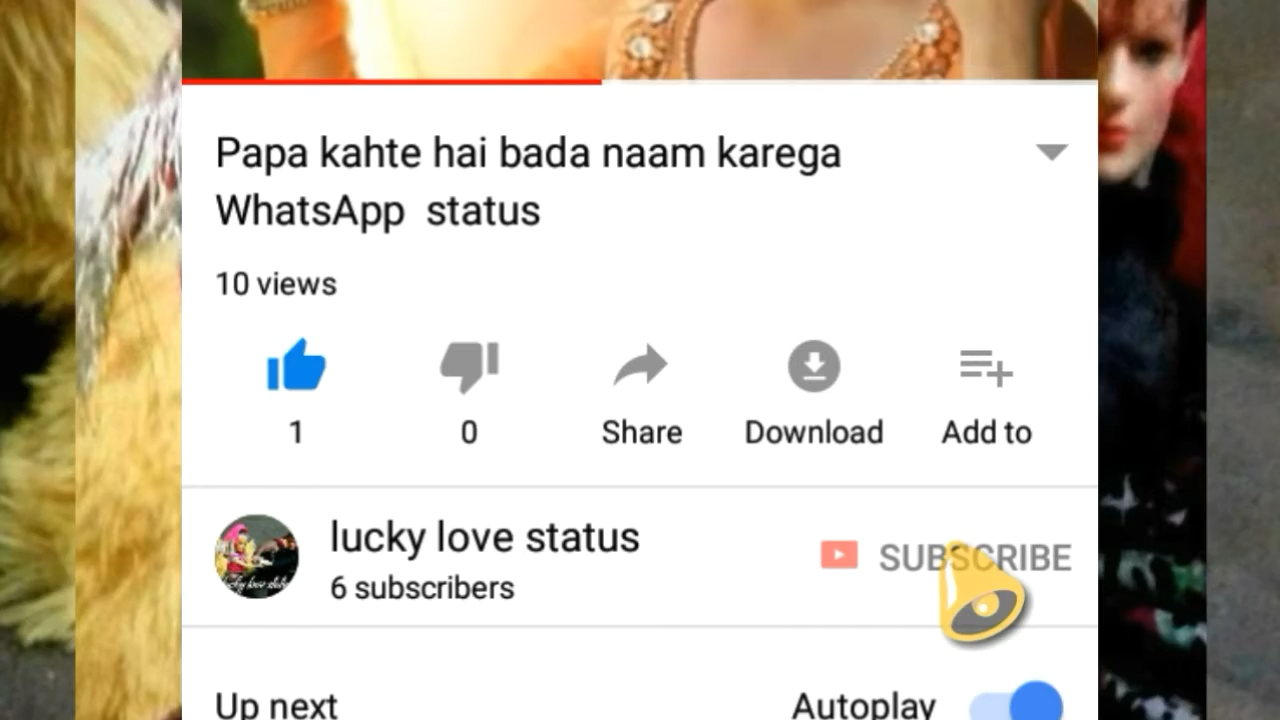 Papa kahte hai bada naam karega
WhatsApp status
10 views
1
0
Share
Download
Add to
lucky love status
6 subscribers
SUBSCRIBE
Up next
Autoplay